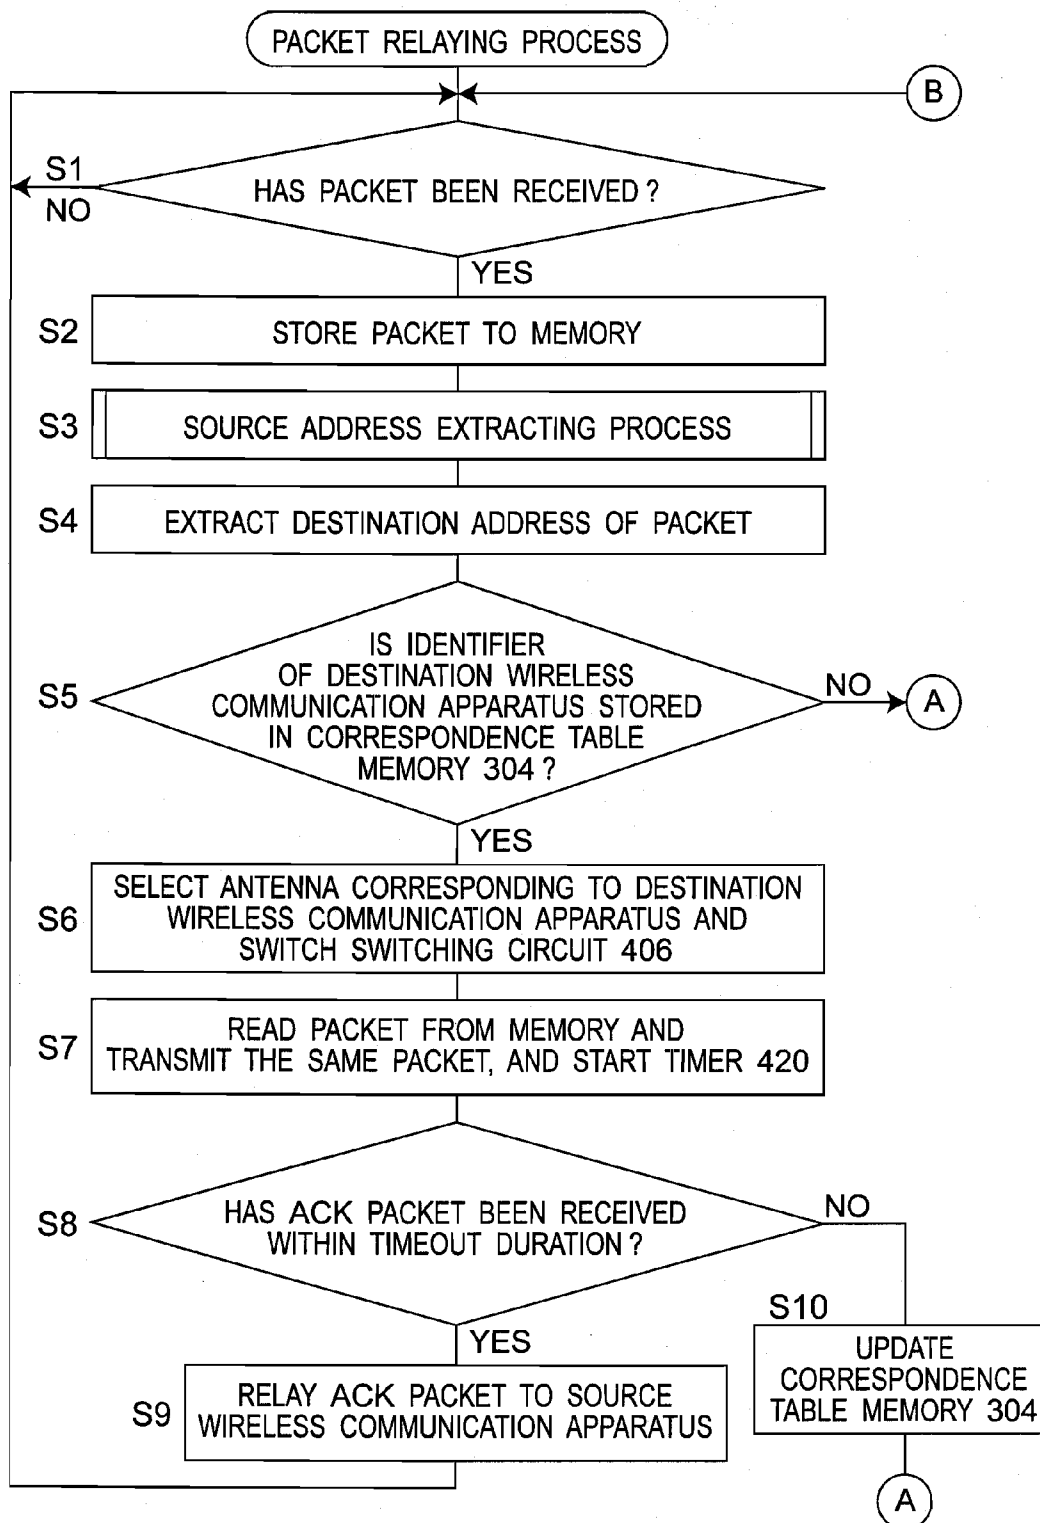 PACKET RELAYING PROCESS
B
S1
NO
HAS PACKET BEEN RECEIVED?
YES
S2
STORE PACKET TO MEMORY
S3
SOURCE ADDRESS EXTRACTING PROCESS
S4
EXTRACT DESTINATION ADDRESS OF PACKET
S5
IS IDENTIFIER
OF DESTINATION WIRELESS
COMMUNICATION APPARATUS STORED
IN CORRESPONDENCE TABLE
MEMORY 304?
NO
A
YES
S6
SELECT ANTENNA CORRESPONDING TO DESTINATION
WIRELESS COMMUNICATION APPARATUS AND
SWITCH SWITCHING CIRCUIT 406
S7
READ PACKET FROM MEMORY AND
TRANSMIT THE SAME PACKET, AND START TIMER 420
S8
HAS ACK PACKET BEEN RECEIVED
WITHIN TIMEOUT DURATION?
NO
YES
S10
UPDATE
CORRESPONDENCE
TABLE MEMORY 304
S9
RELAY ACK PACKET TO SOURCE
WIRELESS COMMUNICATION APPARATUS
A